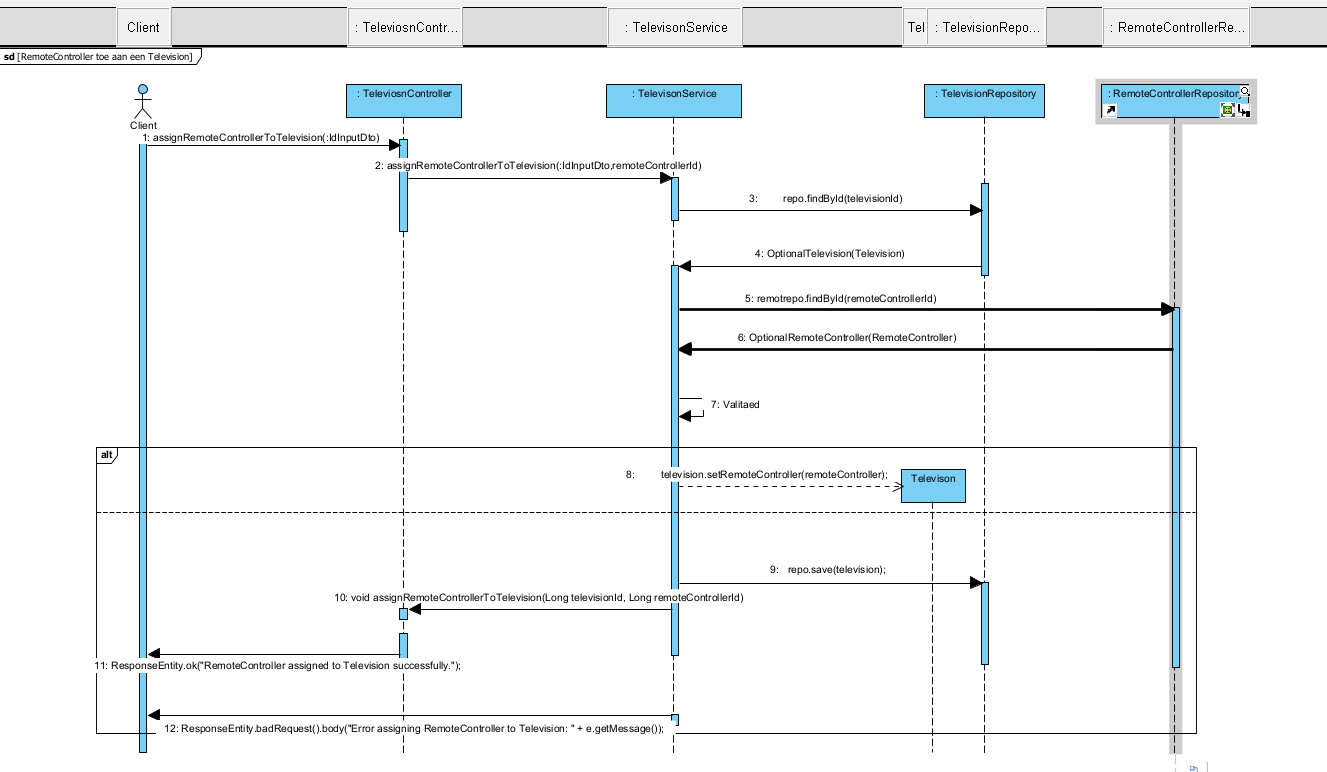 Client
: TeleviosnContr...
: TelevisonService
Tel
: TelevisionRepo...
: RemoteControllerRe...
sd [RemoteController toe aan een Television]
: TeleviosnController
: TelevisonService
: TelevisionRepository
: RemoteControllerRepository
Client
1: assignRemoteControllerToTelevision(:IdInputDto)
2: assignRemoteControllerToTelevision(:IdInputDto,remoteControllerId)
3: repo.findById(televisionId)
4: OptionalTelevision(Television)
5: remotrepo.findById(remoteControllerId)
6: OptionalRemoteController(RemoteController)
7: Valitaed
alt
8: television.setRemoteController(remoteController);
Televison
9: repo.save(television);
10: void assignRemoteControllerToTelevision(Long televisionId, Long remoteControllerId)
11: ResponseEntity.ok("RemoteController assigned to Television successfully.");
12: ResponseEntity.badRequest().body("Error assigning RemoteController to Television: " + e.getMessage());